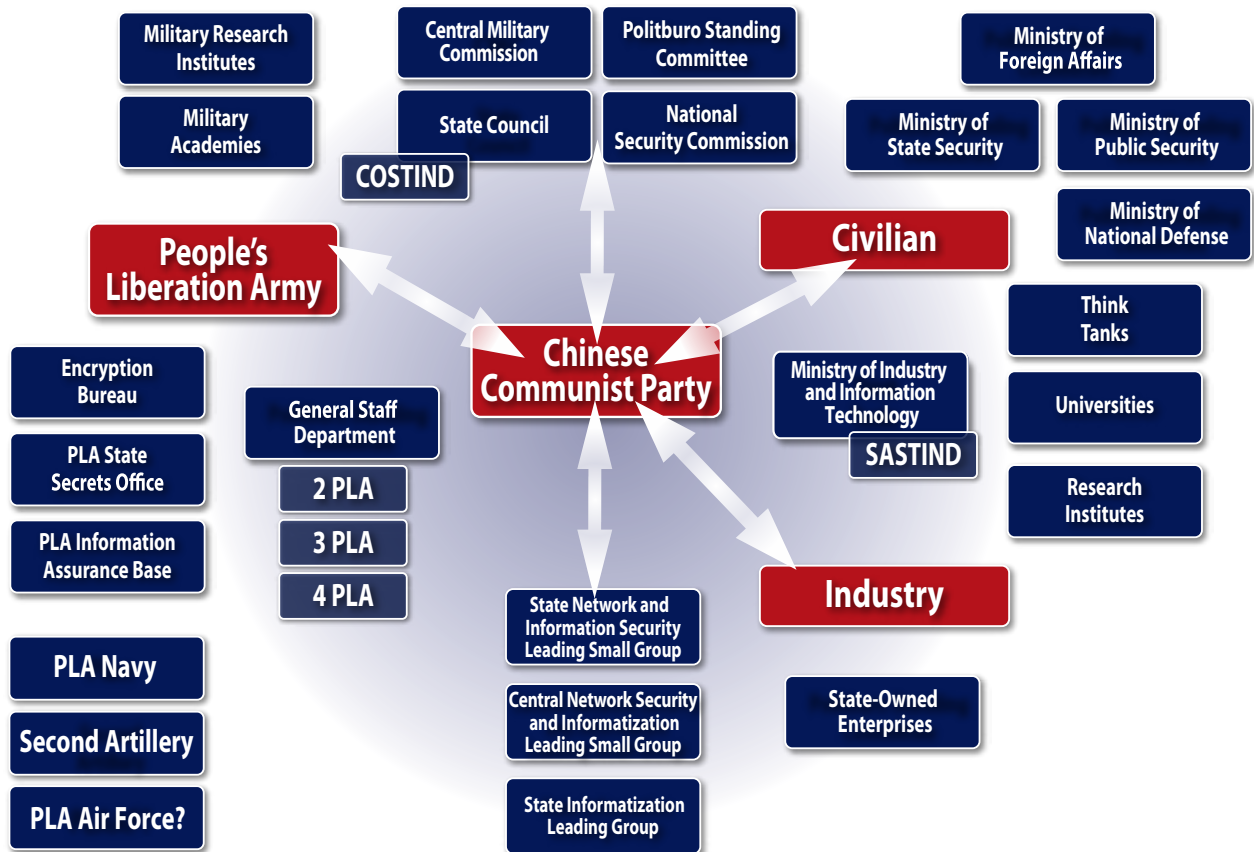 Military Research
Institutes
Military
Academies
Central Military
Commission
Politburo Standing
Committee
State Council
National
Security Commission
COSTIND
Ministry of
Foreign Affairs
Ministry of
State Security
Ministry of
Public Security
Ministry of
National Defense
People's
Liberation Army
Civilian
Chinese
Communist Party
Think
Tanks
Universities
Research
Institutes
Ministry of Industry
and Information
Technology
SASTIND
Encryption
Bureau
PLA State
Secrets Office
PLA Information
Assurance Base
General Staff
Department
2 PLA
3 PLA
4 PLA
Industry
State Network and
Information Security
Leading Small Group
Central Network Security
and Informatization
Leading Small Group
State Informatization
Leading Group
State-Owned
Enterprises
PLA Navy
Second Artillery
PLA Air Force?